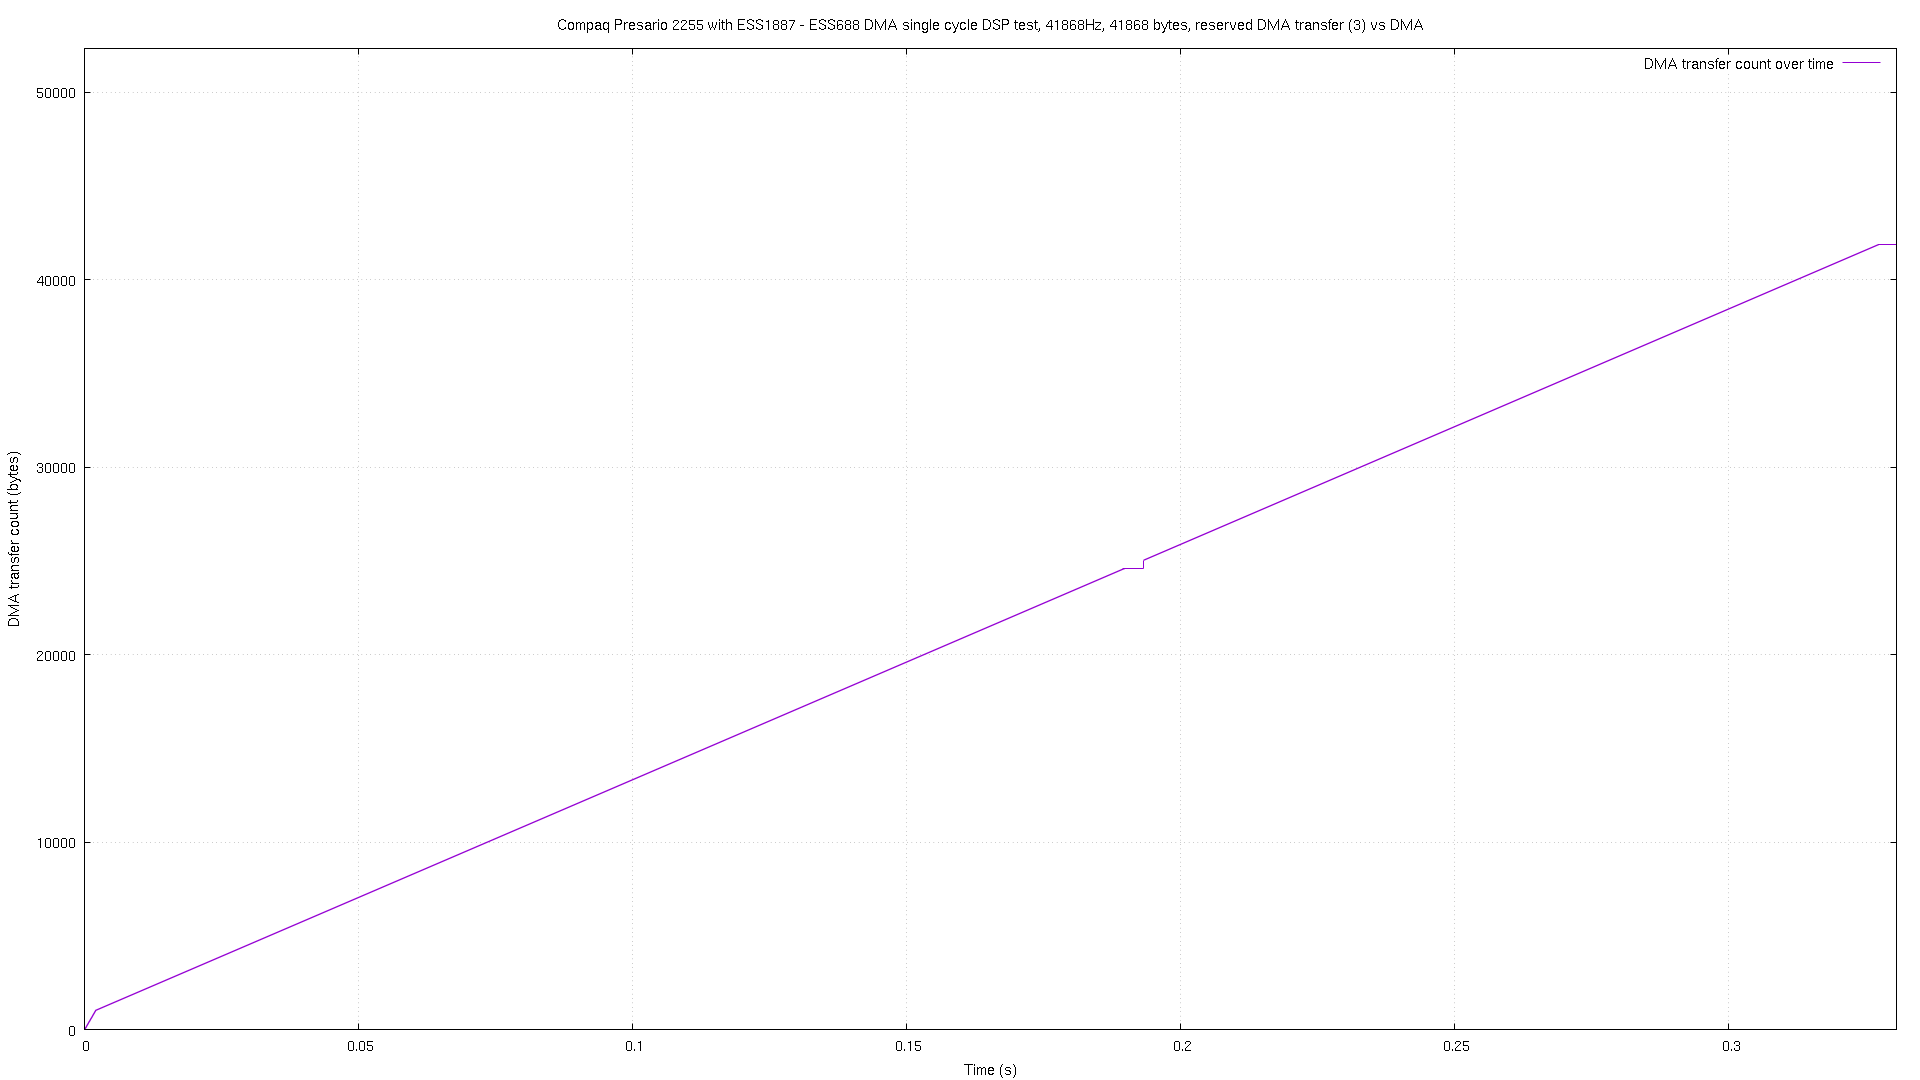 Compaq Presario 2255 with ESS1887 - ESS688 DMA single cycle DSP test, 41868Hz, 41868 bytes, reserved DMA transfer (3) vs DMA
DMA transfer count over time
50000
40000
30000
20000
10000
0
DMA transfer count (bytes)
0 0.05 0.1 0.15 0.2 0.25 0.3
Time (s)